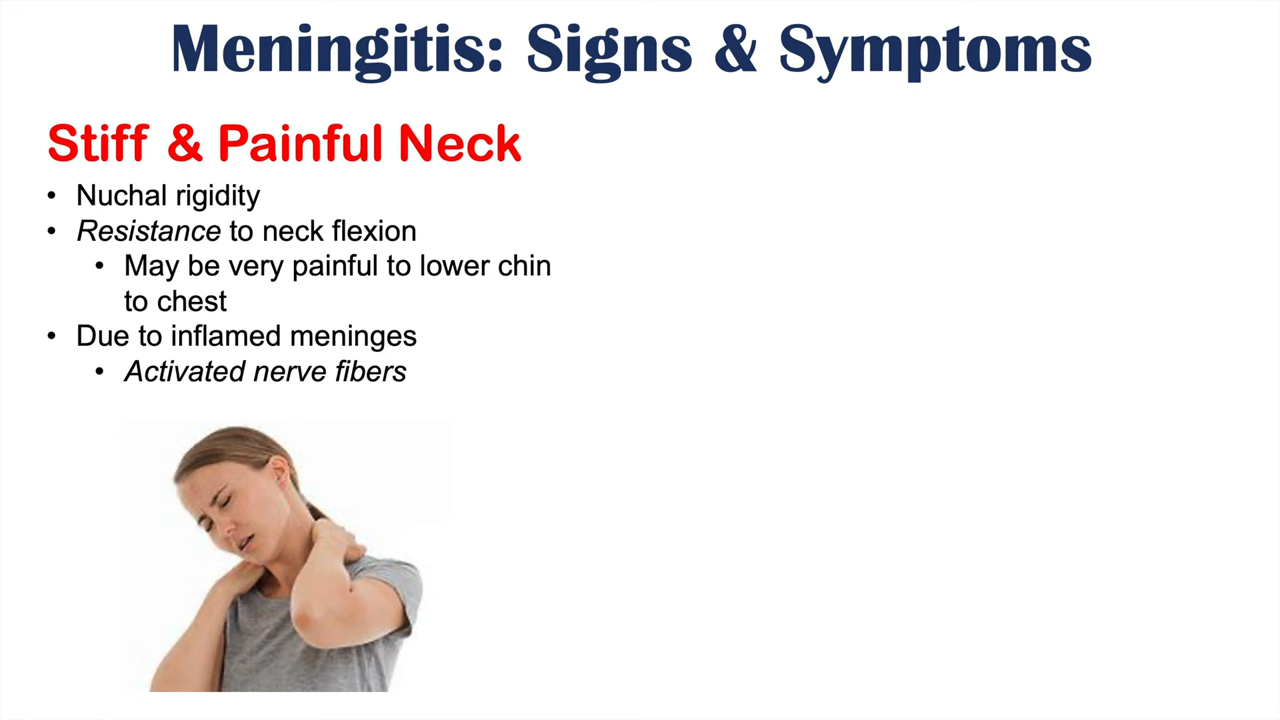 Meningitis: Signs & Symptoms
Stiff & Painful Neck
• Nuchal rigidity
• Resistance to neck flexion
• May be very painful to lower chin
to chest
• Due to inflamed meninges
• Activated nerve fibers